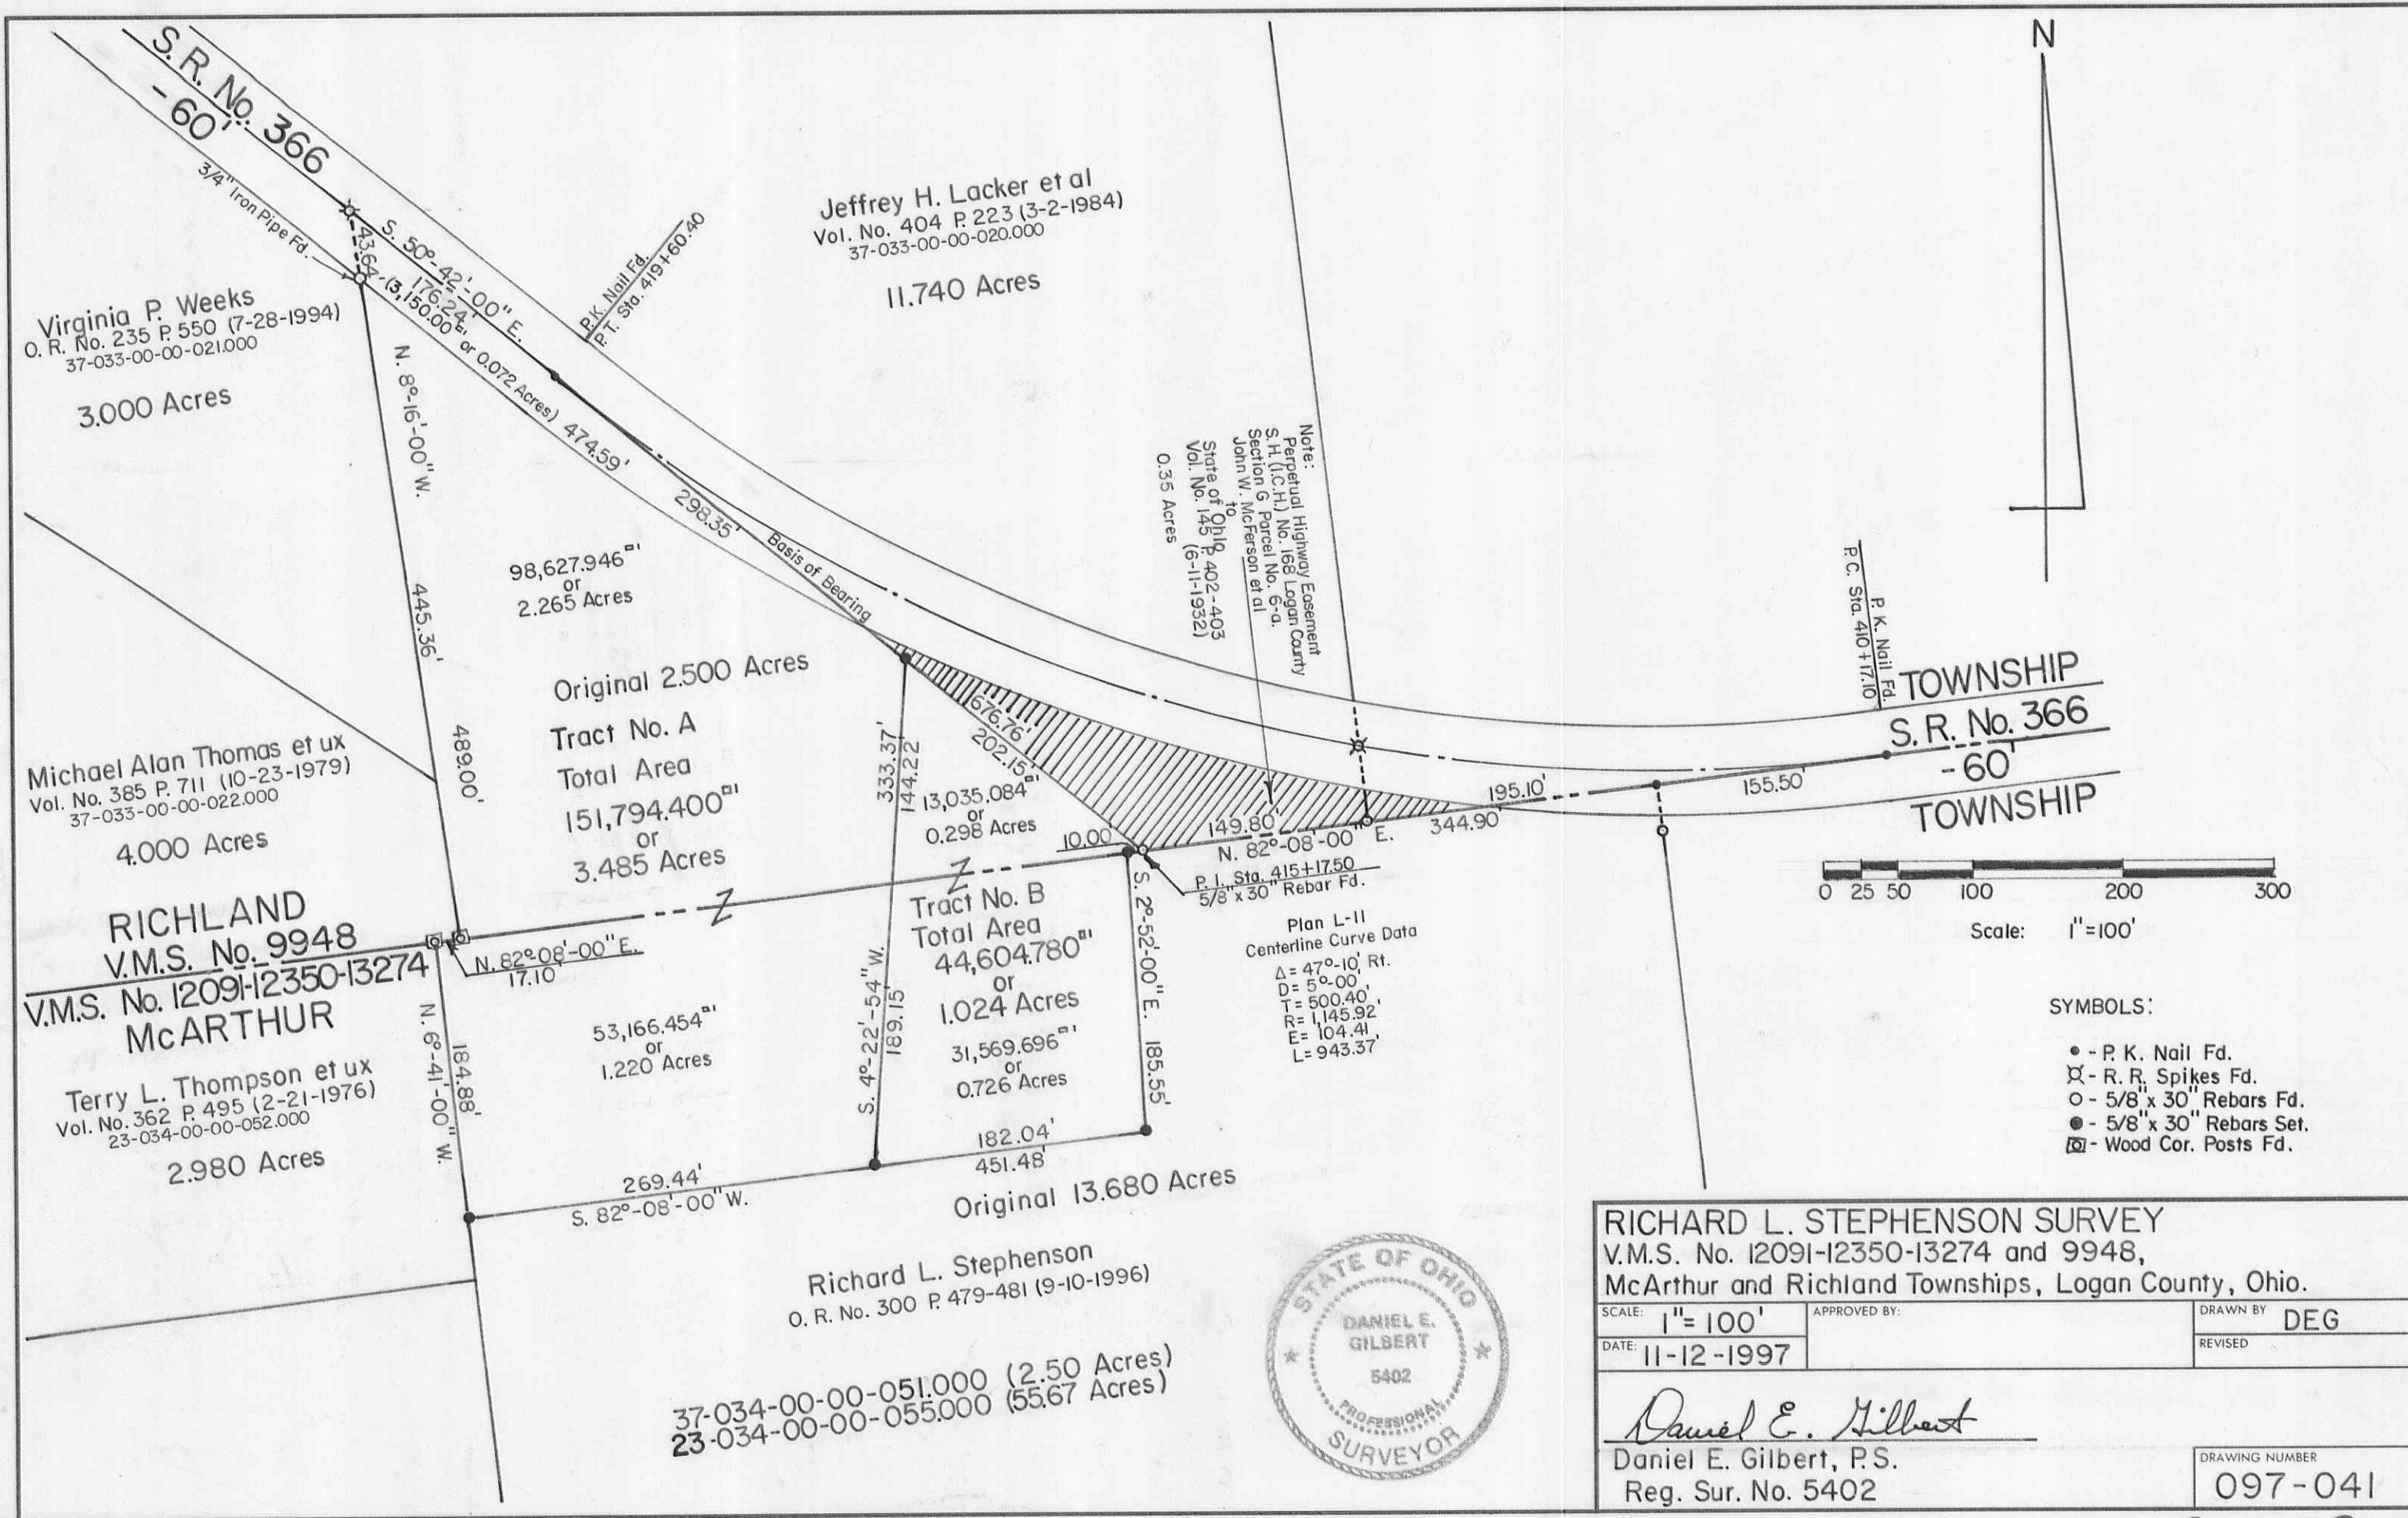 S. R. No. 366
- 60'
N
3/4" Iron Pipe Fd.
43.64'
S. 50°-42'-00" E.
176.24'
(3,150.00⸋' or 0.072 Acres)
474.59'
298.35'
Basis of Bearing
P.K. Nail Fd.
P.T. Sta. 419+60.40
Jeffrey H. Lacker et al
Vol. No. 404 P. 223 (3-2-1984)
37-033-00-00-020.000
11.740 Acres
Virginia P. Weeks
O. R. No. 235 P. 550 (7-28-1994)
37-033-00-00-021.000
3.000 Acres
N. 8°-16'-00" W.
445.36'
489.00'
98,627.946⸋'
or
2.265 Acres
Original 2.500 Acres
Tract No. A
Total Area
151,794.400⸋'
or
3.485 Acres
Note:
Perpetual Highway Easement
S.H. (I.C.H.) No. 168 Logan County
Section G Parcel No. 6-a.
John W. McFerson et al
to
State of Ohio
Vol. No. 145 P. 402-403
(6-11-1932)
0.35 Acres
P. K. Nail Fd.
P.C. Sta. 410+17.10
TOWNSHIP
S. R. No. 366
- 60'
TOWNSHIP
Michael Alan Thomas et ux
Vol. No. 385 P. 711 (10-23-1979)
37-033-00-00-022.000
4.000 Acres
676.76'
202.15'
333.37'
144.22
13,035.084⸋'
or
0.298 Acres
10.00'
149.80'
N. 82°-08'-00" E.
344.90'
195.10'
155.50'
P. I. Sta. 415+17.50
5/8" x 30" Rebar Fd.
0 25 50 100 200 300
Scale: 1"=100'
RICHLAND
V.M.S. No. 9948
V.M.S. No. 12091-12350-13274
McARTHUR
N. 82°-08'-00" E.
17.10'
Terry L. Thompson et ux
Vol. No. 362 P. 495 (2-21-1976)
23-034-00-00-052.000
2.980 Acres
N. 6°-41'-00" W.
184.88'
53,166.454⸋'
or
1.220 Acres
S. 4°-22'-54" W.
189.15'
Tract No. B
Total Area
44,604.780⸋'
or
1.024 Acres
31,569.696⸋'
or
0.726 Acres
S. 2°-52'-00" E.
185.55'
Plan L-11
Centerline Curve Data
Δ = 47°-10' Rt.
D = 5°-00'
T = 500.40'
R = 1,145.92'
E = 104.41'
L = 943.37'
182.04'
451.48'
269.44'
S. 82°-08'-00" W.
Original 13.680 Acres
Richard L. Stephenson
O. R. No. 300 P. 479-481 (9-10-1996)
37-034-00-00-051.000 (2.50 Acres)
23-034-00-00-055.000 (55.67 Acres)
SYMBOLS:
- P. K. Nail Fd.
- R. R. Spikes Fd.
- 5/8" x 30" Rebars Fd.
- 5/8" x 30" Rebars Set.
- Wood Cor. Posts Fd.
STATE OF OHIO
DANIEL E.
GILBERT
5402
PROFESSIONAL
SURVEYOR
RICHARD L. STEPHENSON SURVEY
V.M.S. No. 12091-12350-13274 and 9948,
McArthur and Richland Townships, Logan County, Ohio.
SCALE: 1" = 100'
APPROVED BY:
DRAWN BY DEG
DATE: 11-12-1997
REVISED
Daniel E. Gilbert
Daniel E. Gilbert, P.S.
Reg. Sur. No. 5402
DRAWING NUMBER
097-041